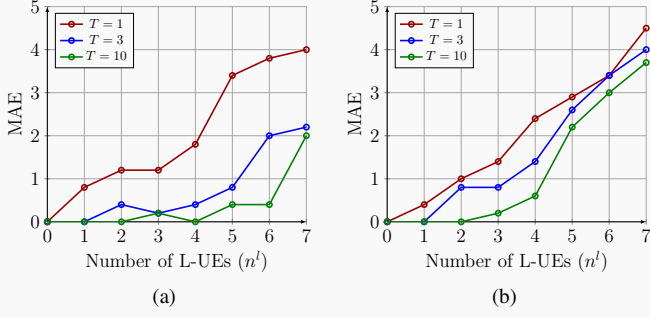 5
4
3
2
1
0
MAE
T = 1
T = 3
T = 10
0 1 2 3 4 5 6 7
Number of L-UEs (n^l)
(a)
5
4
3
2
1
0
MAE
T = 1
T = 3
T = 10
0 1 2 3 4 5 6 7
Number of L-UEs (n^l)
(b)